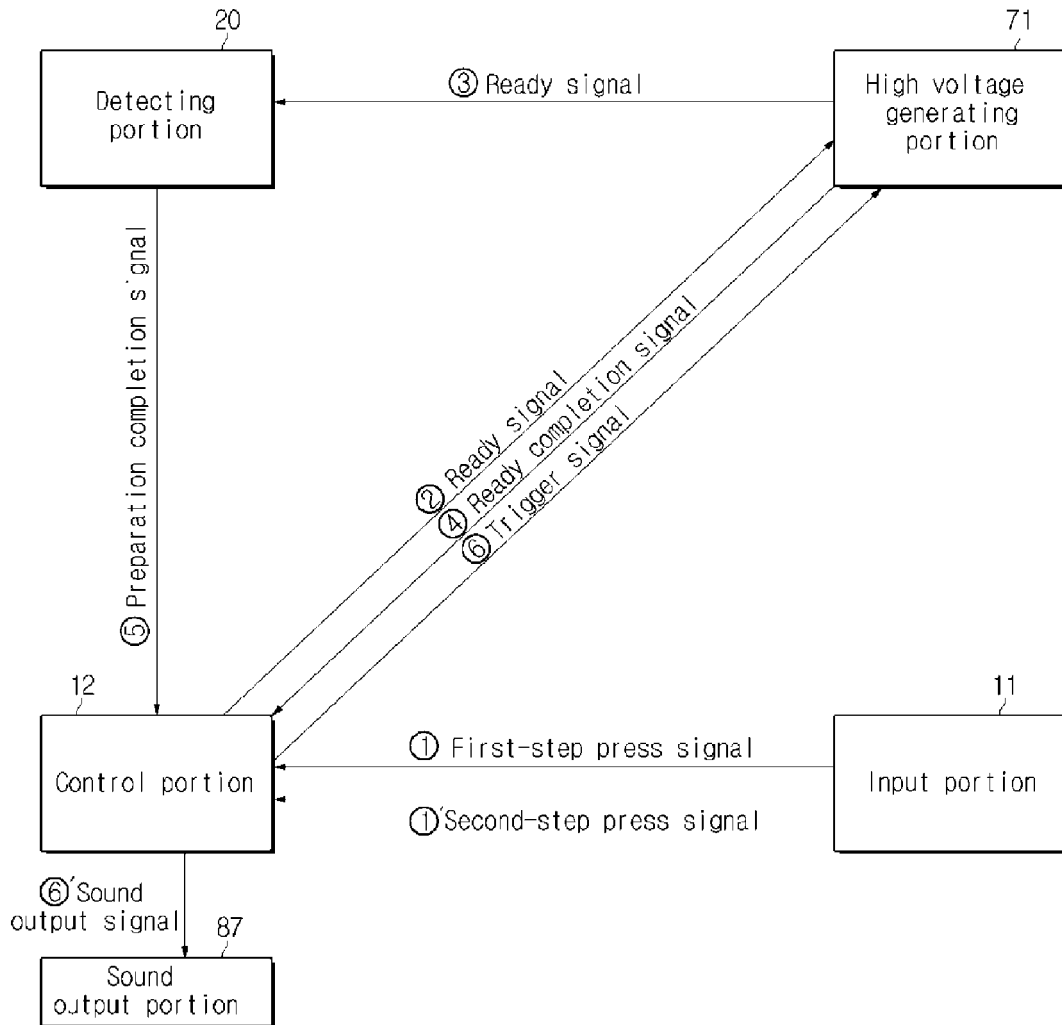 20
71
Detecting
portion
③ Ready signal
High voltage
generating
portion
⑤ Preparation completion signal
② Ready signal
④ Ready completion signal
⑥ Trigger signal
12
11
Control portion
① First-step press signal
①' Second-step press signal
Input portion
⑥' Sound
output signal
87
Sound
output portion